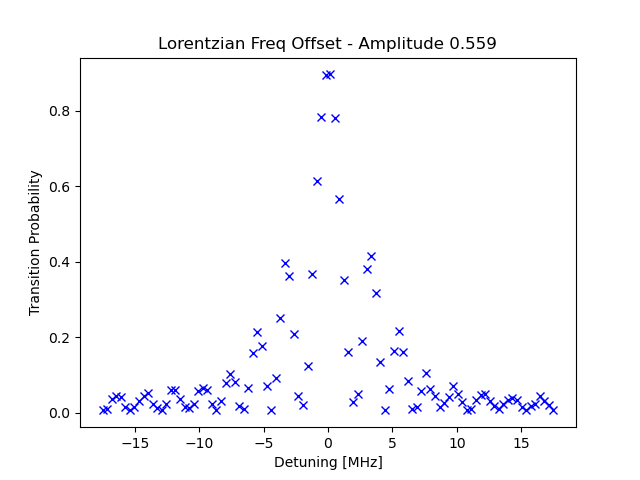 Lorentzian Freq Offset - Amplitude 0.559
Transition Probability
0.8
0.6
0.4
0.2
0.0
−15 −10 −5 0 5 10 15
Detuning [MHz]